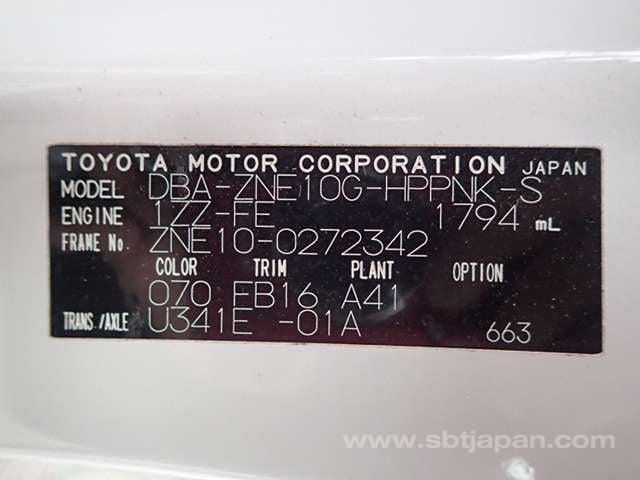 TOYOTA MOTOR CORPORATION JAPAN
MODEL DBA-ZNE10G-HPPNK-S
ENGINE 1ZZ-FE 1794 mL
FRAME No. ZNE10-0272342
COLOR TRIM PLANT OPTION
070 FB16 A41
TRANS./AXLE U341E -01A 663
www.sbtjapan.com